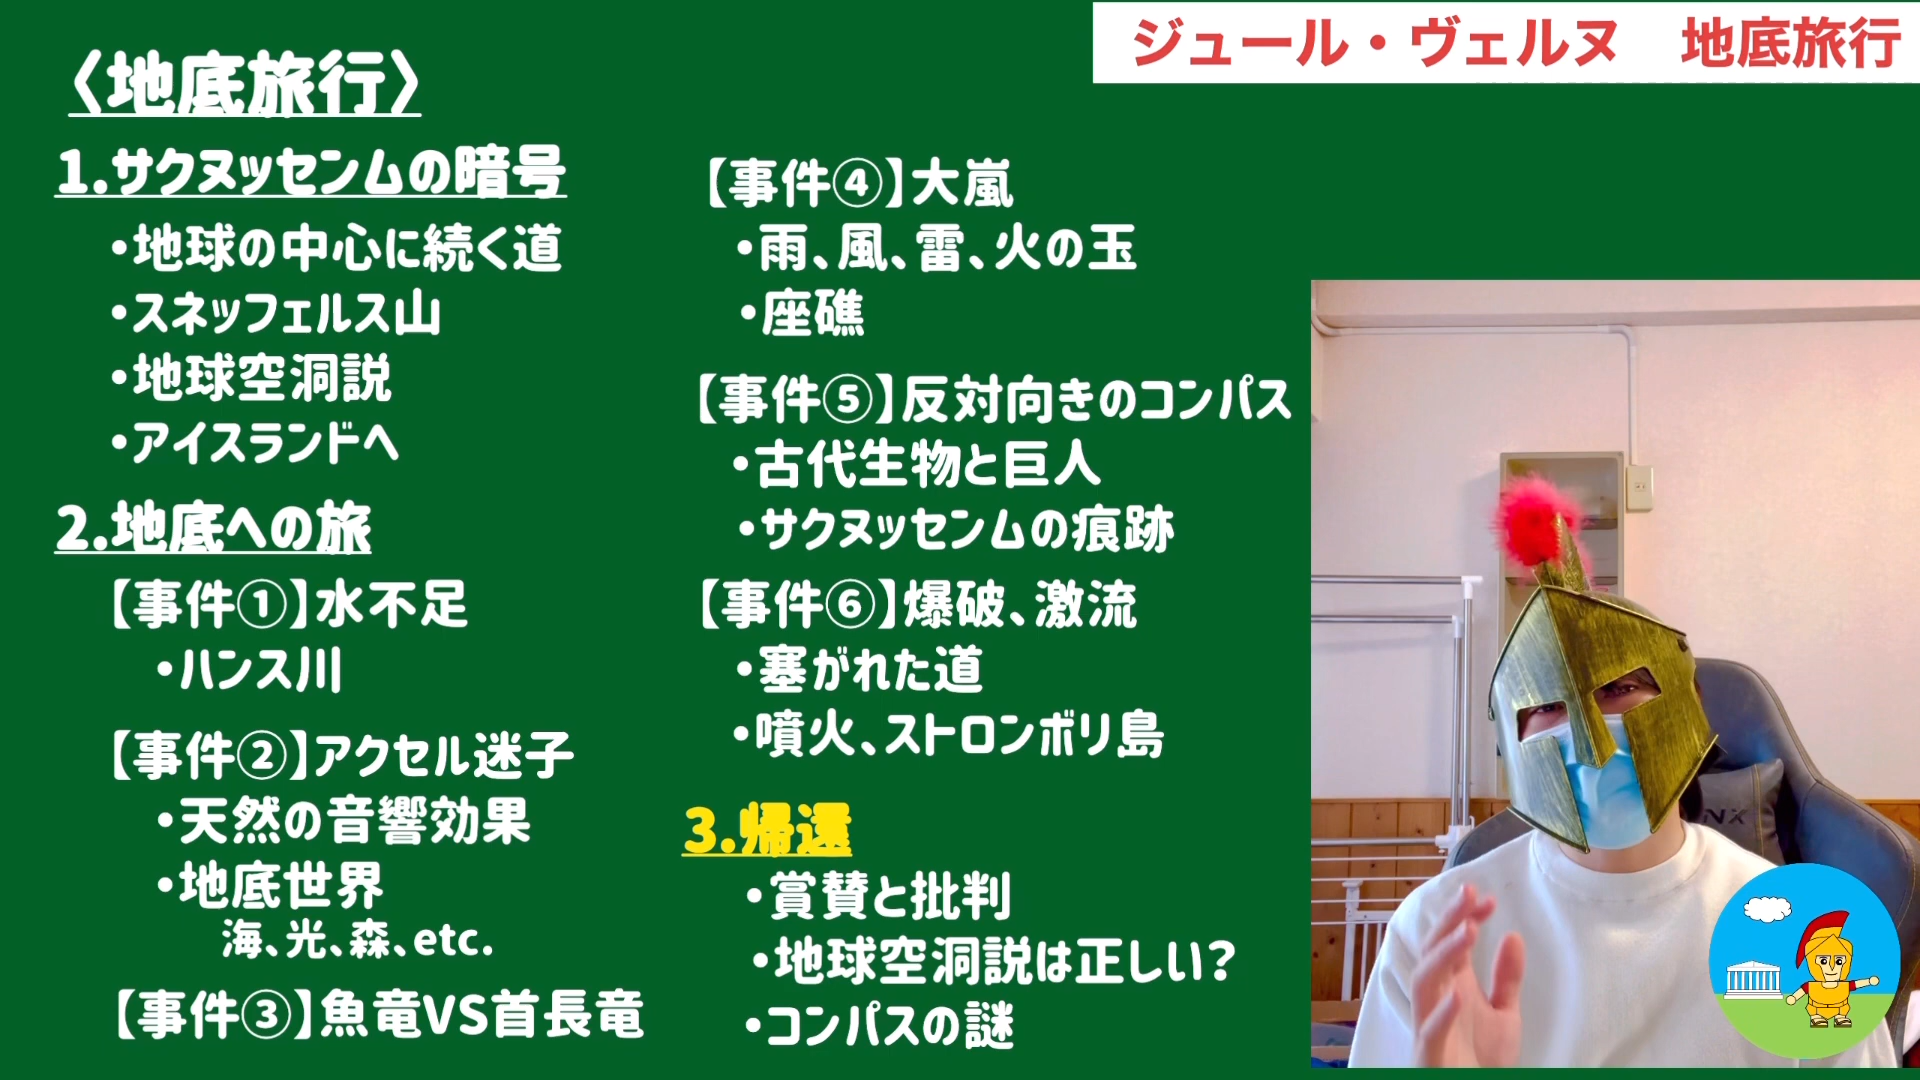 ジュール・ヴェルヌ　地底旅行
〈地底旅行〉
1.サクヌッセンムの暗号
・地球の中心に続く道
・スネッフェルス山
・地球空洞説
・アイスランドへ
2.地底への旅
【事件①】水不足
・ハンス川
【事件②】アクセル迷子
・天然の音響効果
・地底世界
海、光、森、etc.
【事件③】魚竜VS首長竜
【事件④】大嵐
・雨、風、雷、火の玉
・座礁
【事件⑤】反対向きのコンパス
・古代生物と巨人
・サクヌッセンムの痕跡
【事件⑥】爆破、激流
・塞がれた道
・噴火、ストロンボリ島
3.帰還
・賞賛と批判
・地球空洞説は正しい?
・コンパスの謎
NX